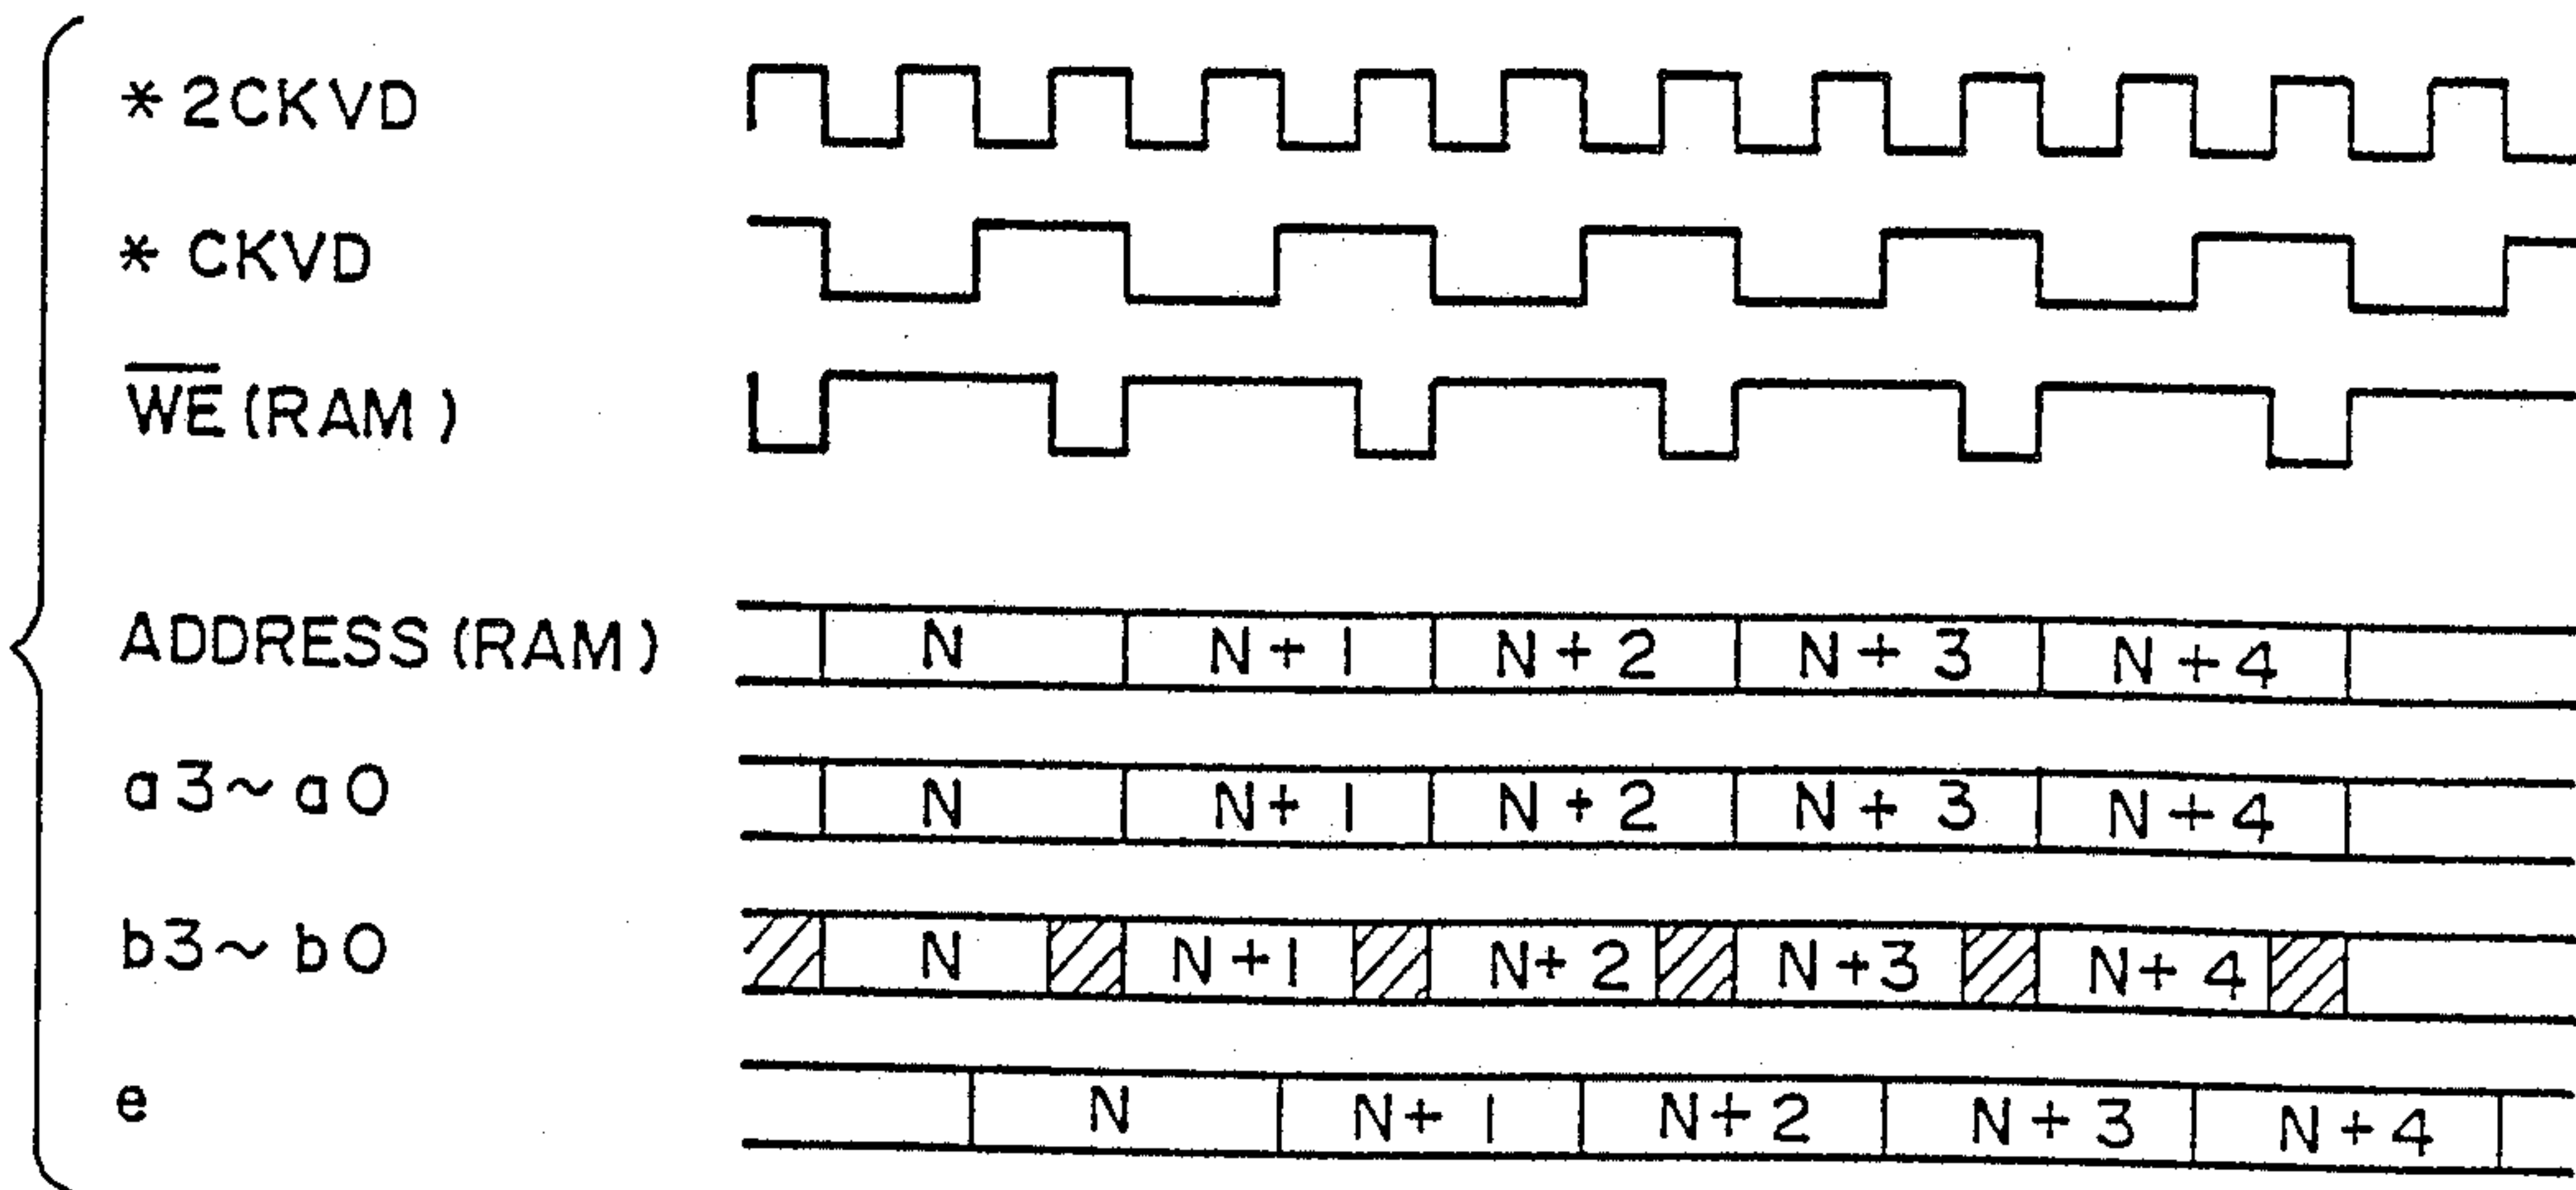 *2CKVD
*CKVD
W̅E̅(RAM)
ADDRESS(RAM) N N+1 N+2 N+3 N+4
a3~a0 N N+1 N+2 N+3 N+4
b3~b0 N N+1 N+2 N+3 N+4
e N N+1 N+2 N+3 N+4